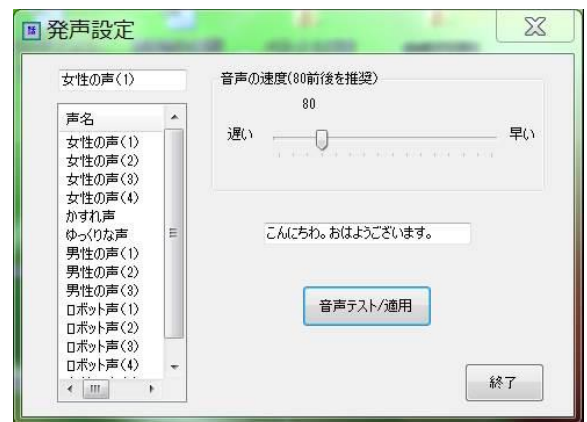 発声設定
女性の声(1)
声名
女性の声(1)
女性の声(2)
女性の声(3)
女性の声(4)
かすれ声
ゆっくりな声
男性の声(1)
男性の声(2)
男性の声(3)
ロボット声(1)
ロボット声(2)
ロボット声(3)
ロボット声(4)
音声の速度(80前後を推奨)
80
遅い
早い
こんにちわ。おはようございます。
音声テスト/適用
終了